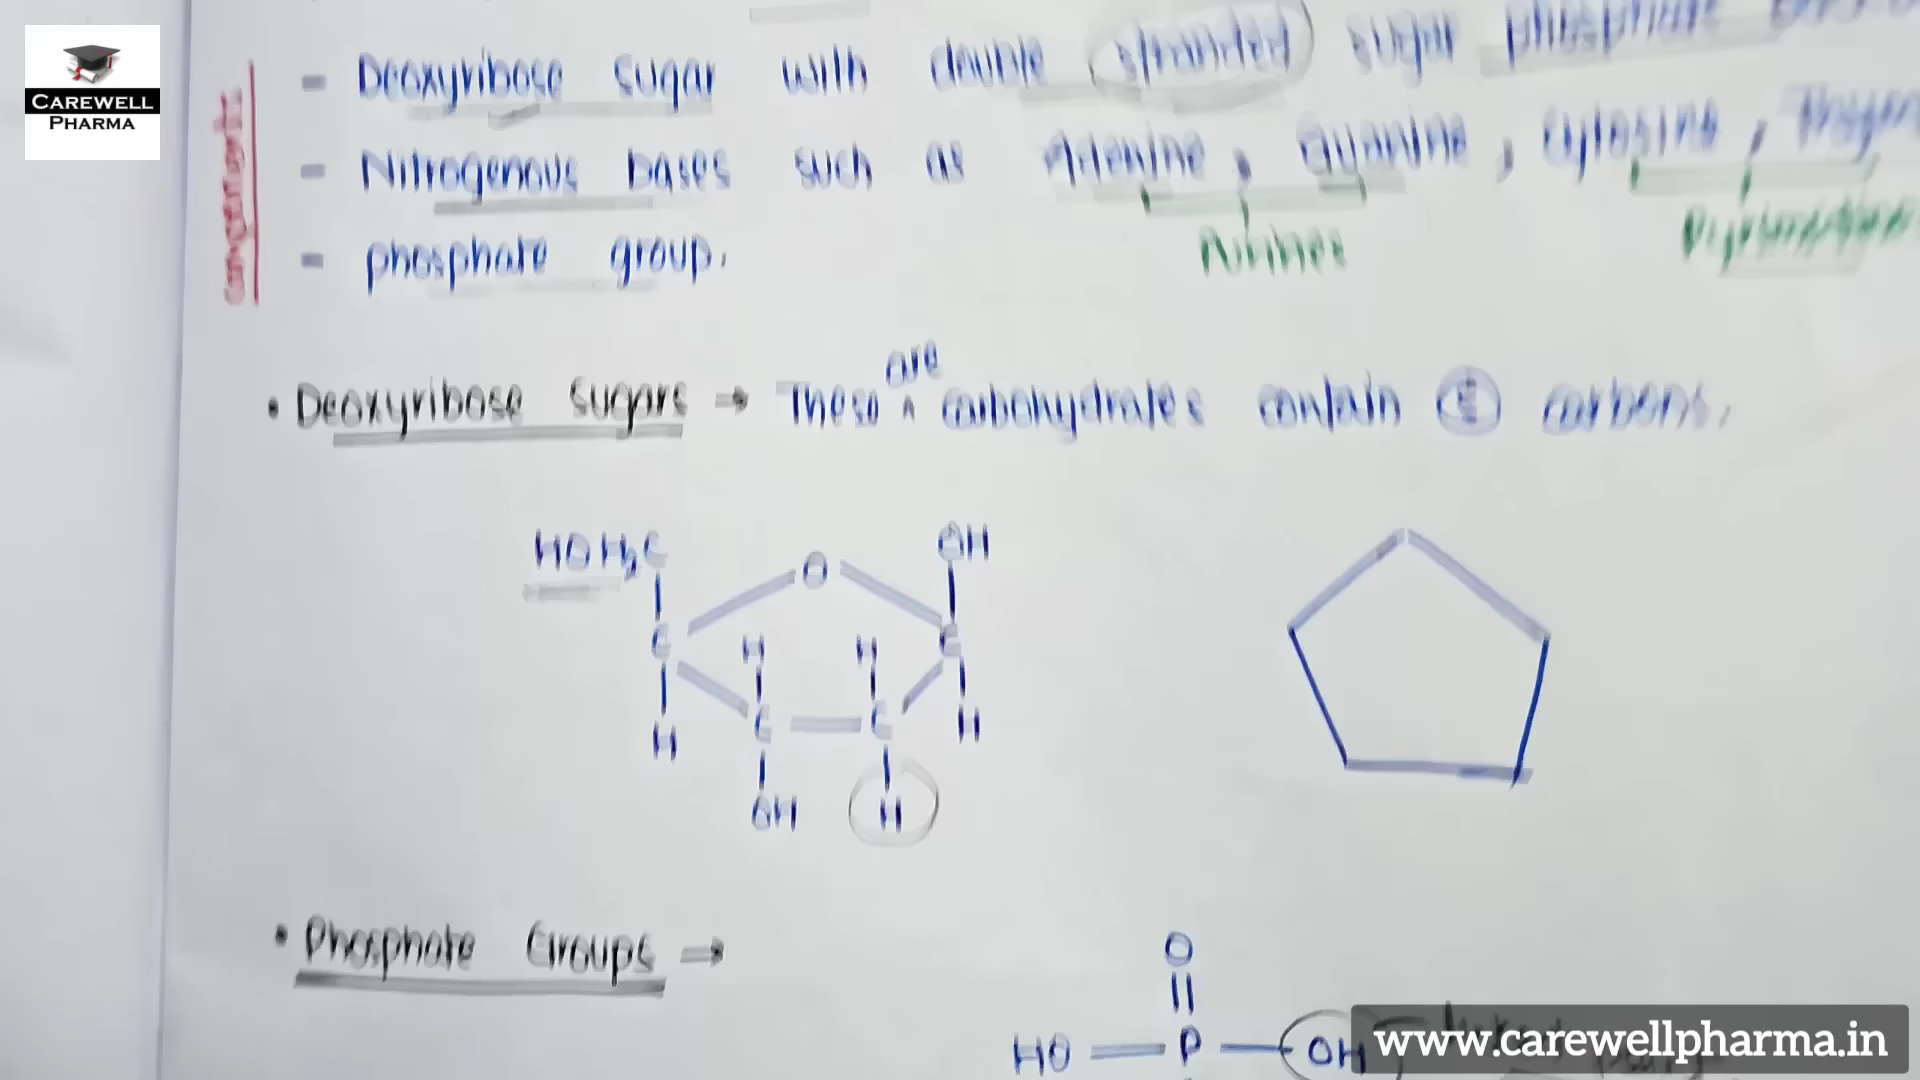 CAREWELL
PHARMA
components
- Deoxyribose sugar with double stranded sugar phosphate
- Nitrogenous bases such as Adenine, Guanine, Cytosine,
Purines
- phosphate group.
• Deoxyribose sugars → These are carbohydrates contain 5 carbons.
HOH₂C O OH
C H H C
H C C H
OH H
• Phosphate Groups →
O
HO P OH
www.carewellpharma.in